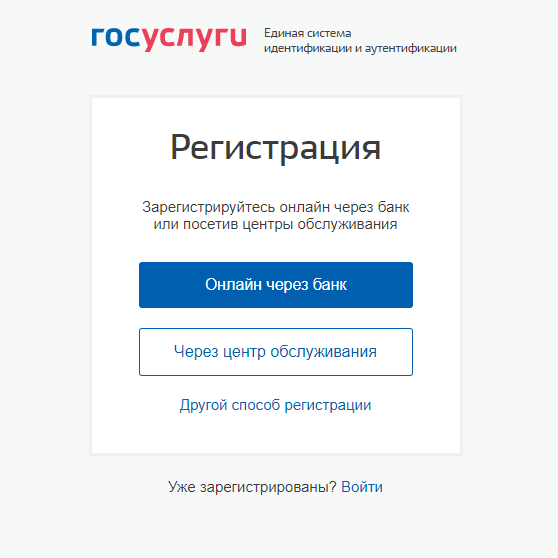 госуслуги
Единая система
идентификации и аутентификации
Регистрация
Зарегистрируйтесь онлайн через банк
или посетив центры обслуживания
Онлайн через банк
Через центр обслуживания
Другой способ регистрации
Уже зарегистрированы? Войти